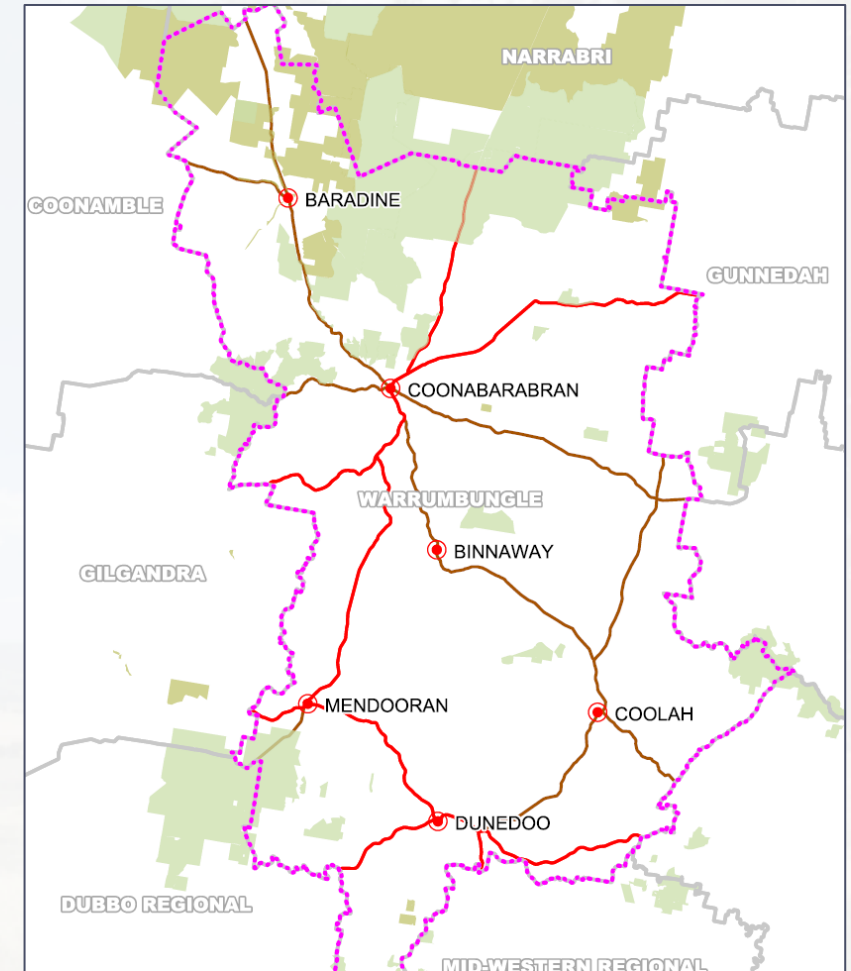 NARRABRI
BARADINE
COONAMBLE
GUNNEDAH
COONABARABRAN
WARRUMBUNGLE
BINNAWAY
GILGANDRA
MENDOORAN
COOLAH
DUNEDOO
DUBBO REGIONAL
MID-WESTERN REGIONAL